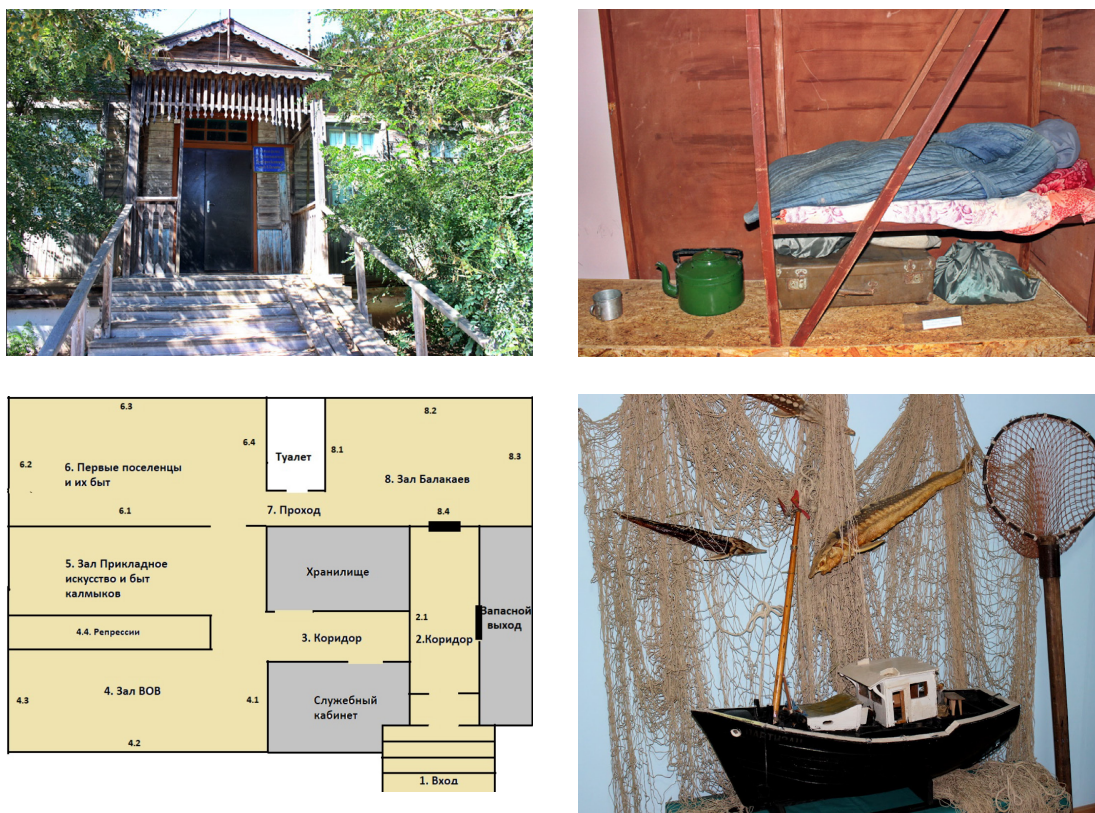 6.3
8.2
6.4
Туалет
8.1
8.3
6.2
6. Первые поселенцы
и их быт
8. Зал Балакаев
6.1
7. Проход
8.4
5. Зал Прикладное
искусство и быт
калмыков
Хранилище
4.4. Репрессии
2.1
Запасной
выход
3. Коридор
2.Коридор
4.3
4. Зал ВОВ
4.1
Служебный
кабинет
4.2
1. Вход